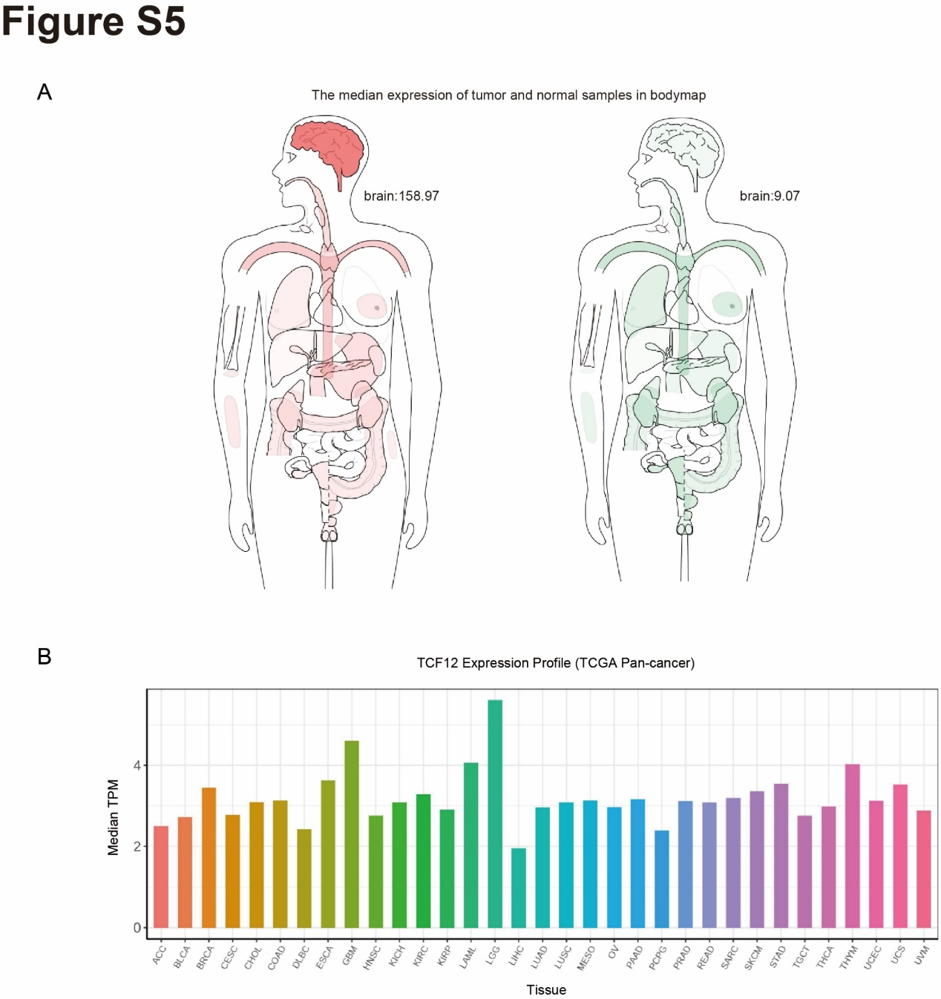 Figure S5
A
The median expression of tumor and normal samples in bodymap
brain:158.97
brain:9.07
B
TCF12 Expression Profile (TCGA Pan-cancer)
Median TPM
4
2
0
ACC
BLCA
BRCA
CESC
CHOL
COAD
DLBC
ESCA
GBM
HNSC
KICH
KIRC
KIRP
LAML
LGG
LIHC
LUAD
LUSC
MESO
OV
PAAD
PCPG
PRAD
READ
SARC
SKCM
STAD
TGCT
THCA
THYM
UCEC
UCS
UVM
Tissue